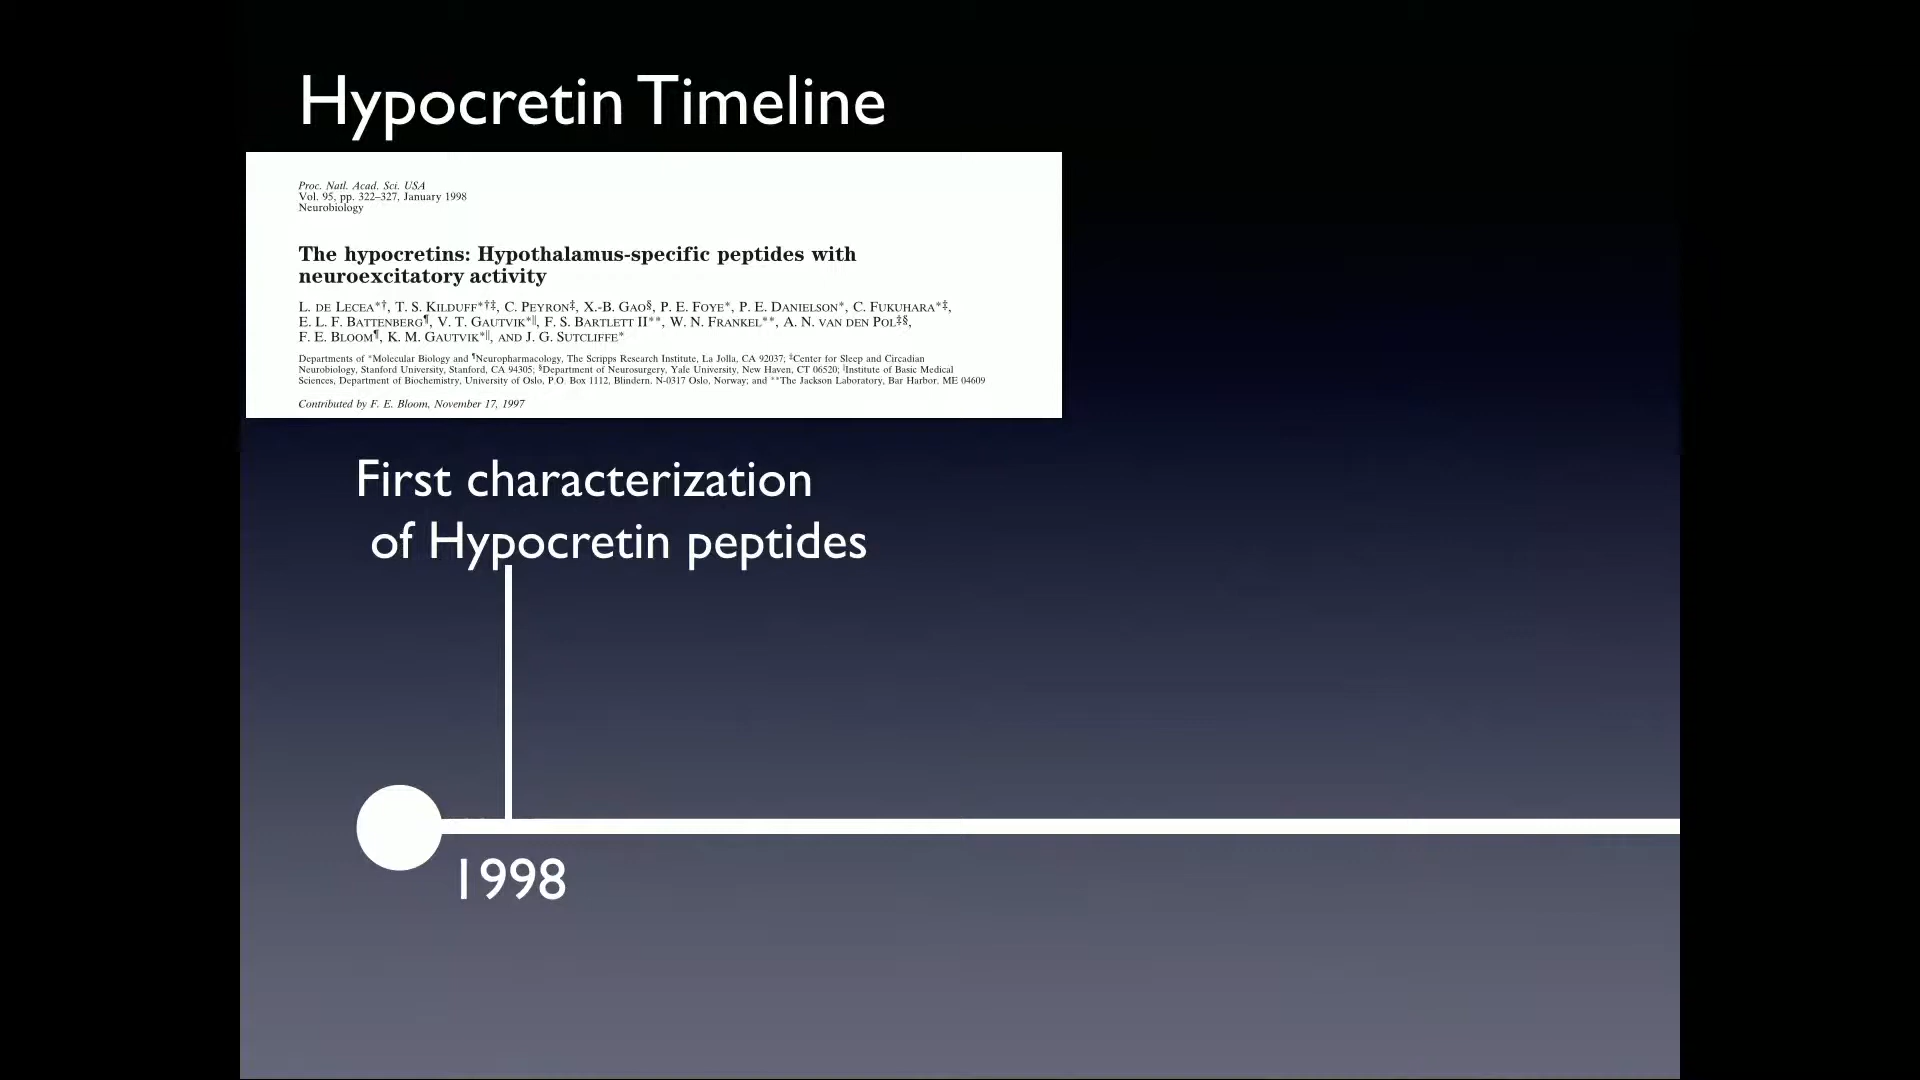 Hypocretin Timeline
Proc. Natl. Acad. Sci. USA
Vol. 95, pp. 322–327, January 1998
Neurobiology
The hypocretins: Hypothalamus-specific peptides with
neuroexcitatory activity
L. de Lecea*†, T. S. Kilduff*†‡, C. Peyron‡, X.-B. Gao§, P. E. Foye*, P. E. Danielson*, C. Fukuhara*‡,
E. L. F. Battenberg¶, V. T. Gautvik*‖, F. S. Bartlett II**, W. N. Frankel**, A. N. van den Pol‡§,
F. E. Bloom¶, K. M. Gautvik*‖, and J. G. Sutcliffe*
Departments of *Molecular Biology and ¶Neuropharmacology, The Scripps Research Institute, La Jolla, CA 92037; ‡Center for Sleep and Circadian
Neurobiology, Stanford University, Stanford, CA 94305; §Department of Neurosurgery, Yale University, New Haven, CT 06520; ‖Institute of Basic Medical
Sciences, Department of Biochemistry, University of Oslo, P.O. Box 1112, Blindern, N-0317 Oslo, Norway; and **The Jackson Laboratory, Bar Harbor, ME 04609
Contributed by F. E. Bloom, November 17, 1997
First characterization
of Hypocretin peptides
1998